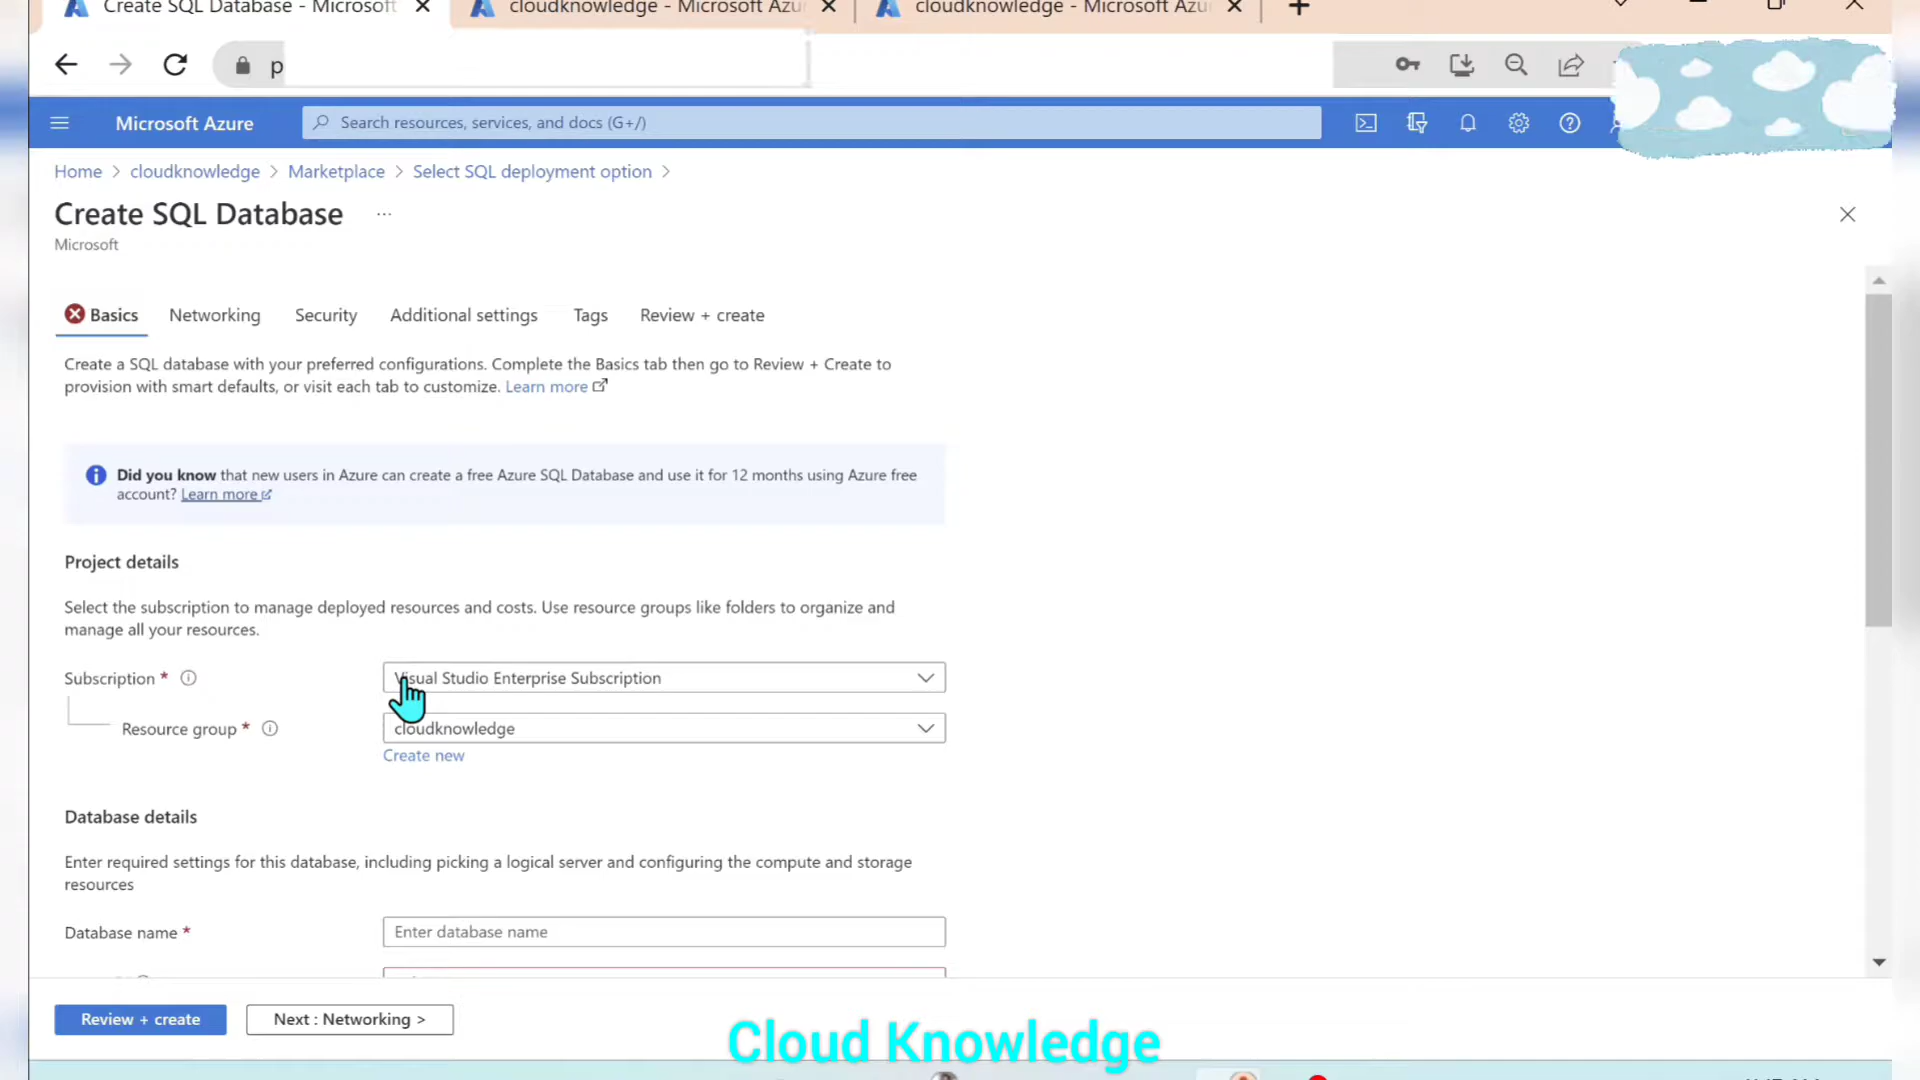 Create SQL Database - Microsoft
cloudknowledge - Microsoft Azu
cloudknowledge - Microsoft Azu
p
Microsoft Azure
Search resources, services, and docs (G+/)
Home > cloudknowledge > Marketplace > Select SQL deployment option >
Create SQL Database ...
Microsoft
Basics Networking Security Additional settings Tags Review + create
Create a SQL database with your preferred configurations. Complete the Basics tab then go to Review + Create to
provision with smart defaults, or visit each tab to customize. Learn more
Did you know that new users in Azure can create a free Azure SQL Database and use it for 12 months using Azure free
account? Learn more
Project details
Select the subscription to manage deployed resources and costs. Use resource groups like folders to organize and
manage all your resources.
Subscription *
Visual Studio Enterprise Subscription
Resource group *
cloudknowledge
Create new
Database details
Enter required settings for this database, including picking a logical server and configuring the compute and storage
resources
Database name *
Enter database name
Review + create
Next : Networking >
Cloud Knowledge